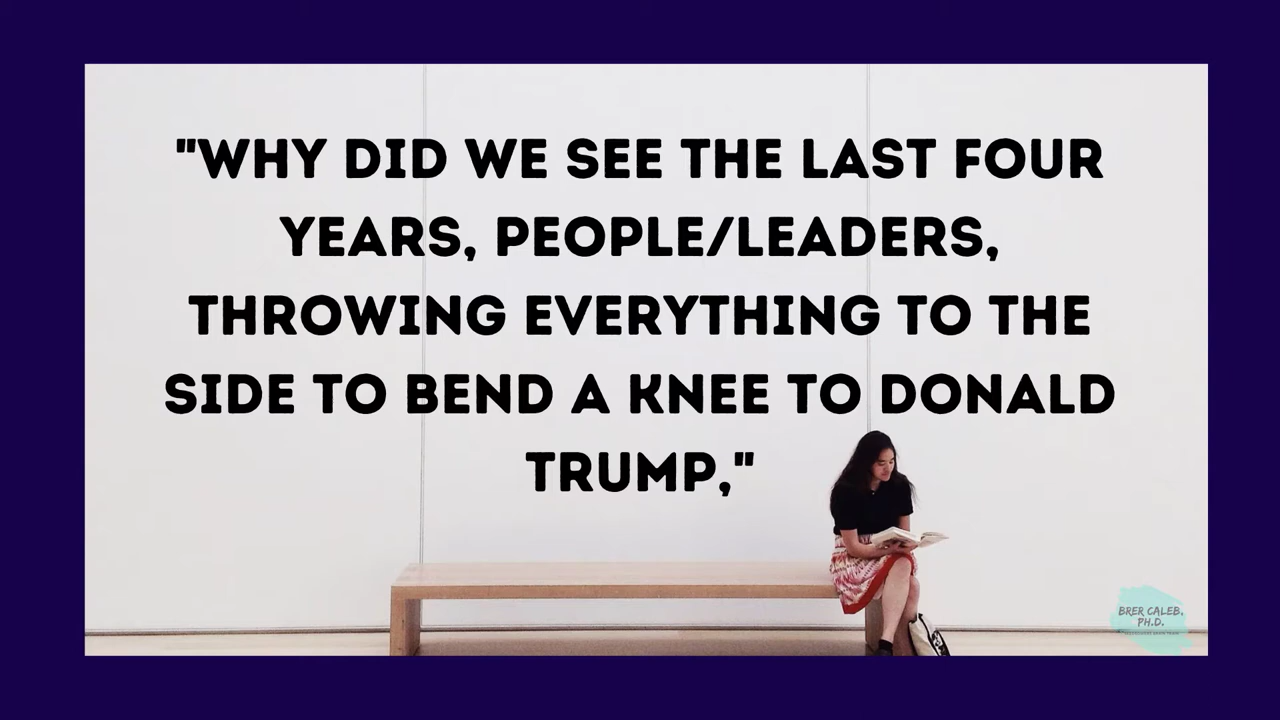 "WHY DID WE SEE THE LAST FOUR
YEARS, PEOPLE/LEADERS,
THROWING EVERYTHING TO THE
SIDE TO BEND A KNEE TO DONALD
TRUMP,"
BRER CALEB,
PH.D.